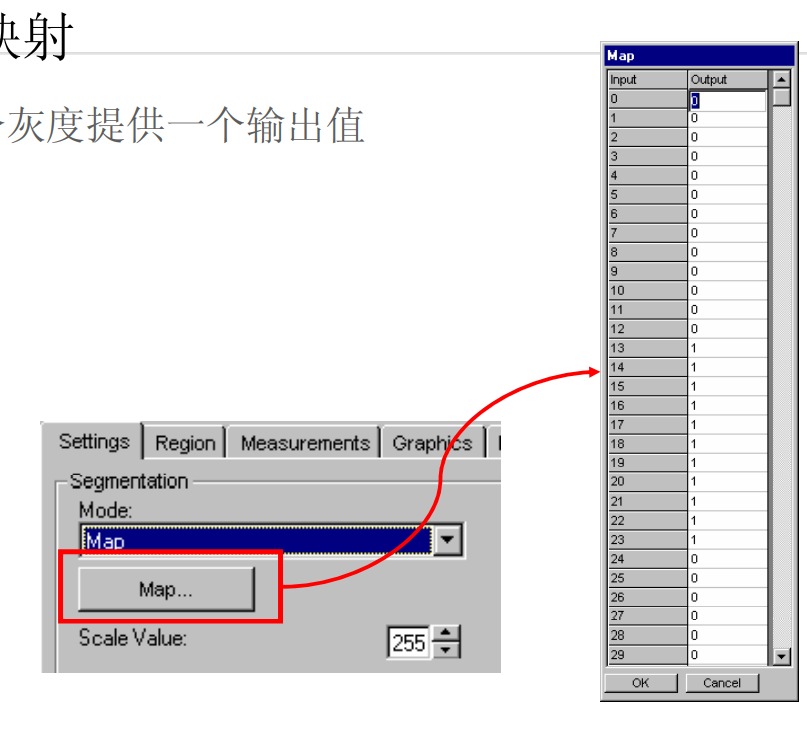 映射
个灰度提供一个输出值
Map
Input Output
0 0
1 0
2 0
3 0
4 0
5 0
6 0
7 0
8 0
9 0
10 0
11 0
12 0
13 1
14 1
15 1
16 1
17 1
18 1
19 1
20 1
21 1
22 1
23 1
24 0
25 0
26 0
27 0
28 0
29 0
OK Cancel
Settings Region Measurements Graphics
Segmentation
Mode:
Map
Map...
Scale Value: 255